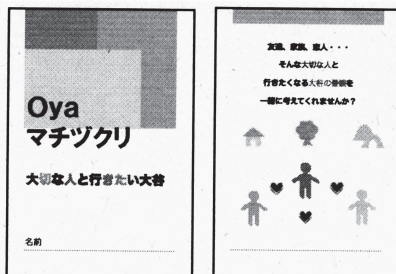 Oya
マチヅクリ
大切な人と行きたい大谷
名前
友達、家族、恋人・・・
そんな大切な人と
行きたくなる大谷の景観を
一緒に考えてくれませんか？